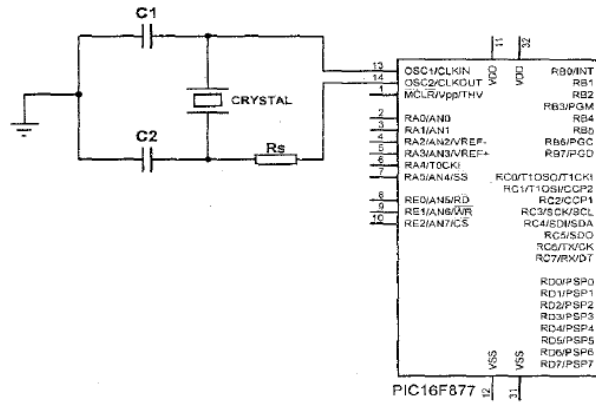 C1
C2
CRYSTAL
Rs
11
32
VDD
VDD
13 OSC1/CLKIN
14 OSC2/CLKOUT
1 MCLR/Vpp/THV
2 RA0/AN0
3 RA1/AN1
4 RA2/AN2/VREF-
5 RA3/AN3/VREF+
6 RA4/T0CKI
7 RA5/AN4/SS
8 RE0/AN5/RD
9 RE1/AN6/WR
10 RE2/AN7/CS
RB0/INT
RB1
RB2
RB3/PGM
RB4
RB5
RB6/PGC
RB7/PGD
RC0/T1OSO/T1CKI
RC1/T1OSI/CCP2
RC2/CCP1
RC3/SCK/SCL
RC4/SDI/SDA
RC5/SDO
RC6/TX/CK
RC7/RX/DT
RD0/PSP0
RD1/PSP1
RD2/PSP2
RD3/PSP3
RD4/PSP4
RD5/PSP5
RD6/PSP6
RD7/PSP7
VSS
VSS
PIC16F877
12
31